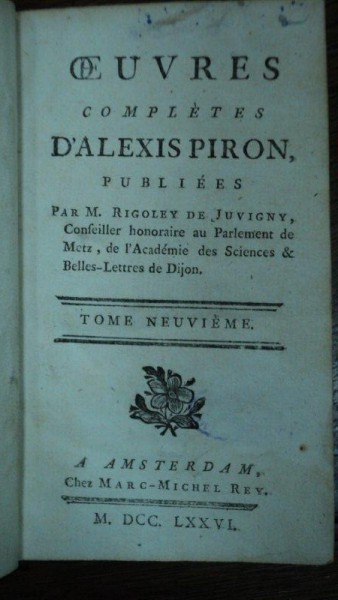 ŒUVRES
COMPLÈTES
D'ALEXIS PIRON,
PUBLIÉES
PAR M. RIGOLEY DE JUVIGNY,
Conſeiller honoraire au Parlement de
Metz, de l'Académie des Sciences &
Belles-Lettres de Dijon.
TOME NEUVIÈME.
A AMSTERDAM,
Chez MARC-MICHEL REY.
M. DCC. LXXVI.